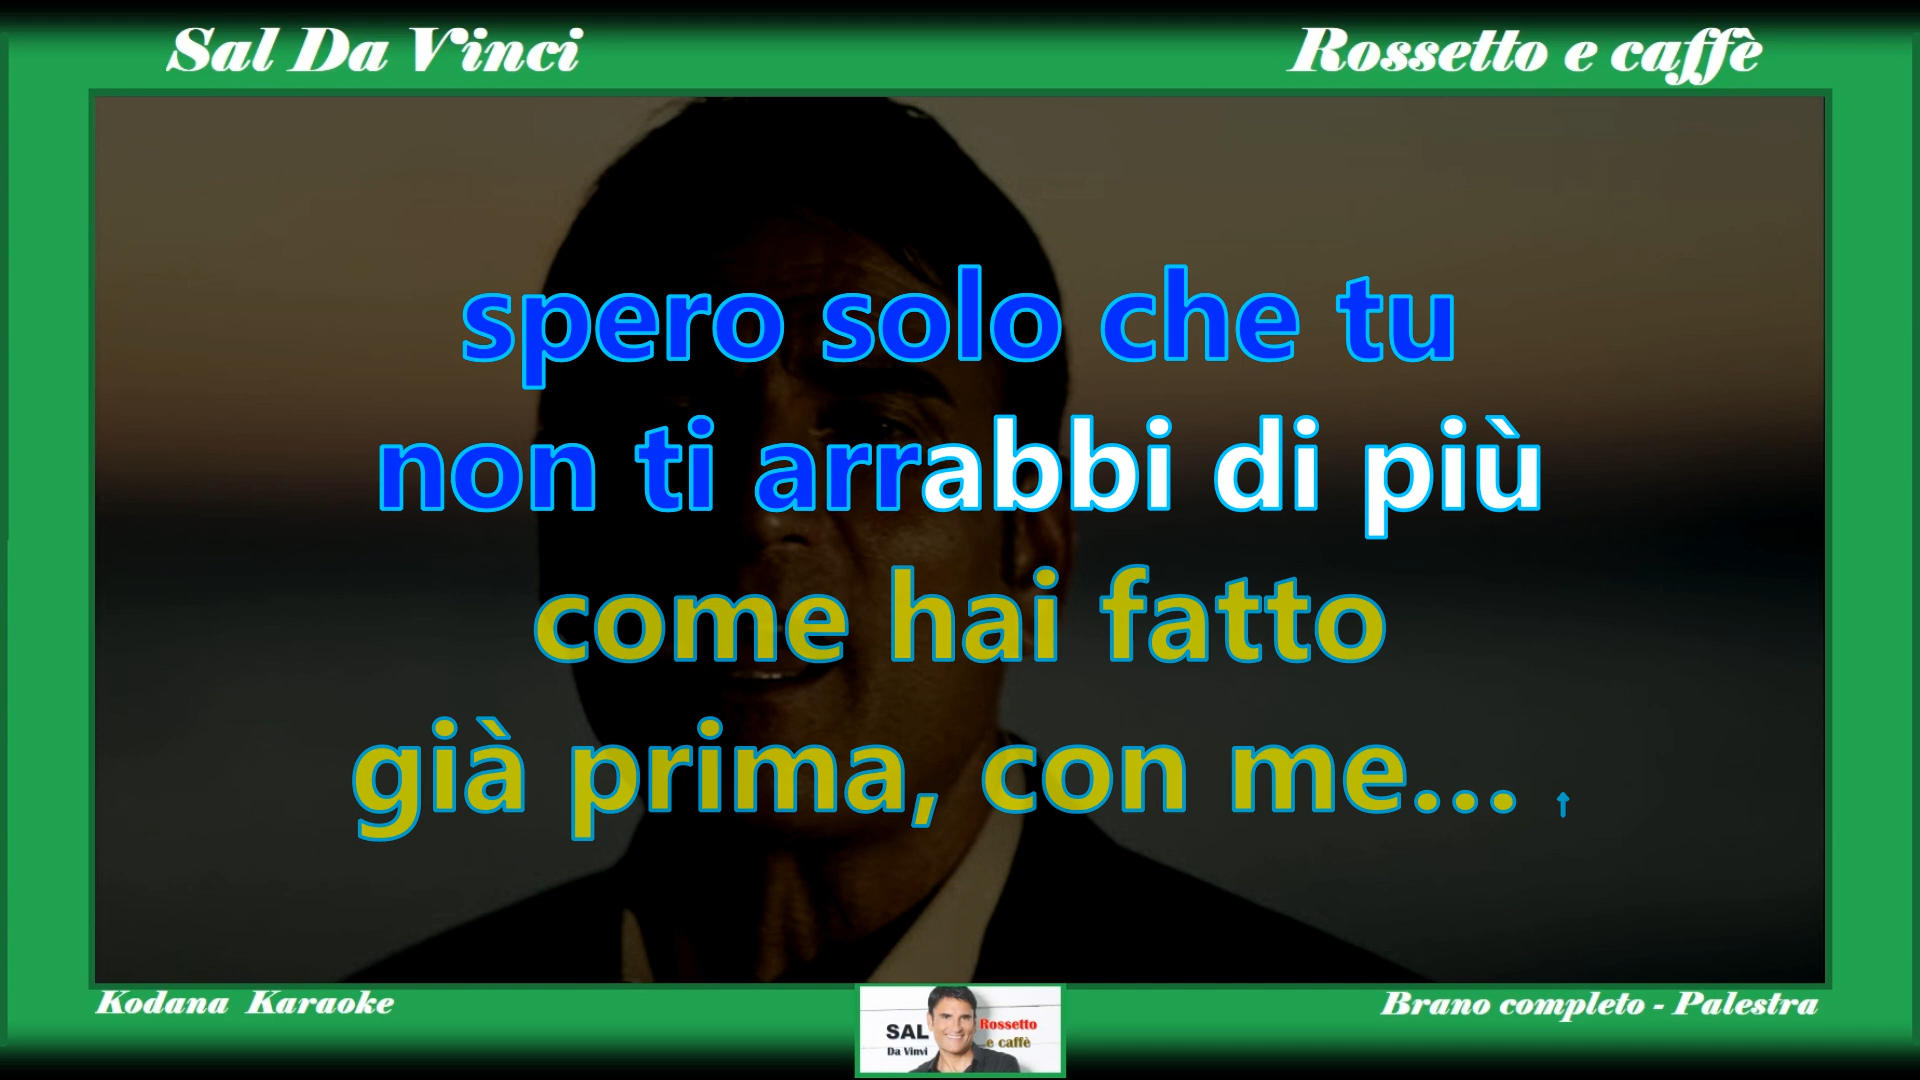 Sal Da Vinci
Rossetto e caffè
spero solo che tu
non ti arrabbi di più
come hai fatto
già prima, con me... ↑
Kodana Karaoke
SAL
Da Vinvi
Rossetto
e caffè
Brano completo - Palestra